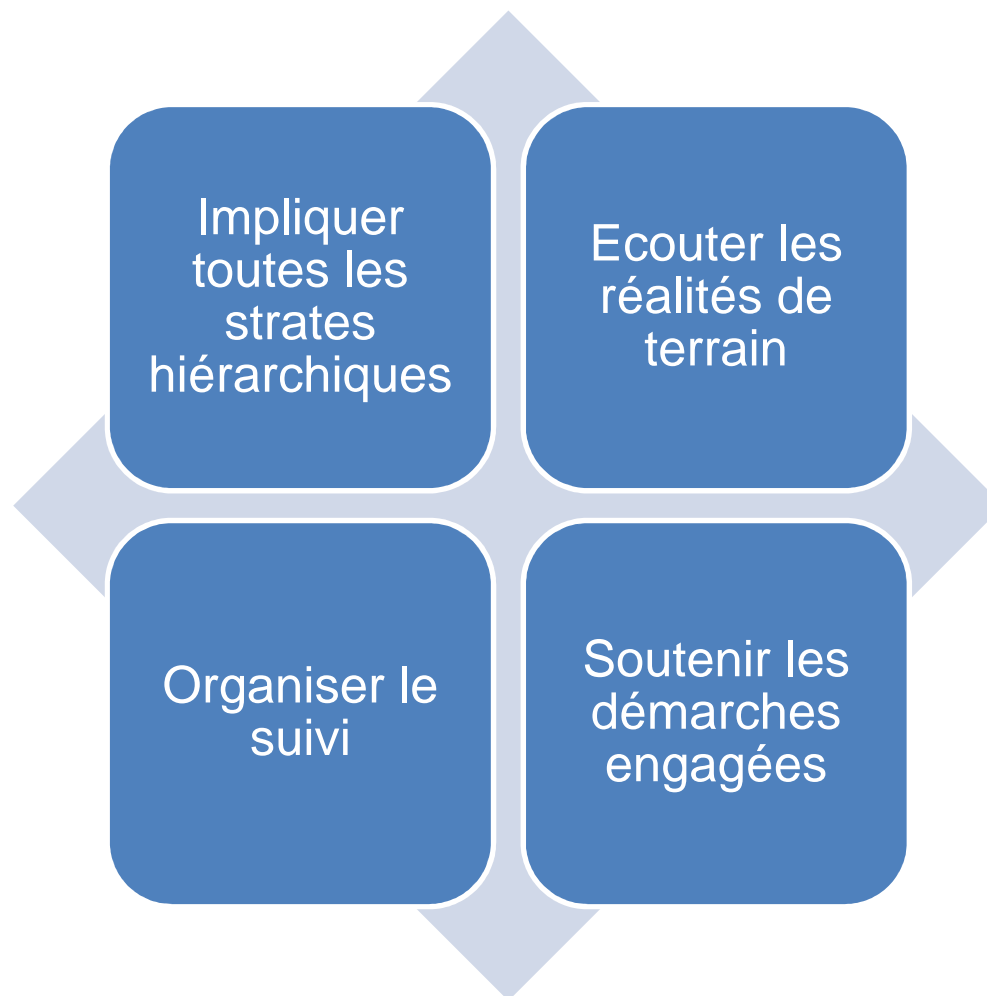 Impliquer
toutes les
strates
hiérarchiques
Ecouter les
réalités de
terrain
Organiser le
suivi
Soutenir les
démarches
engagées